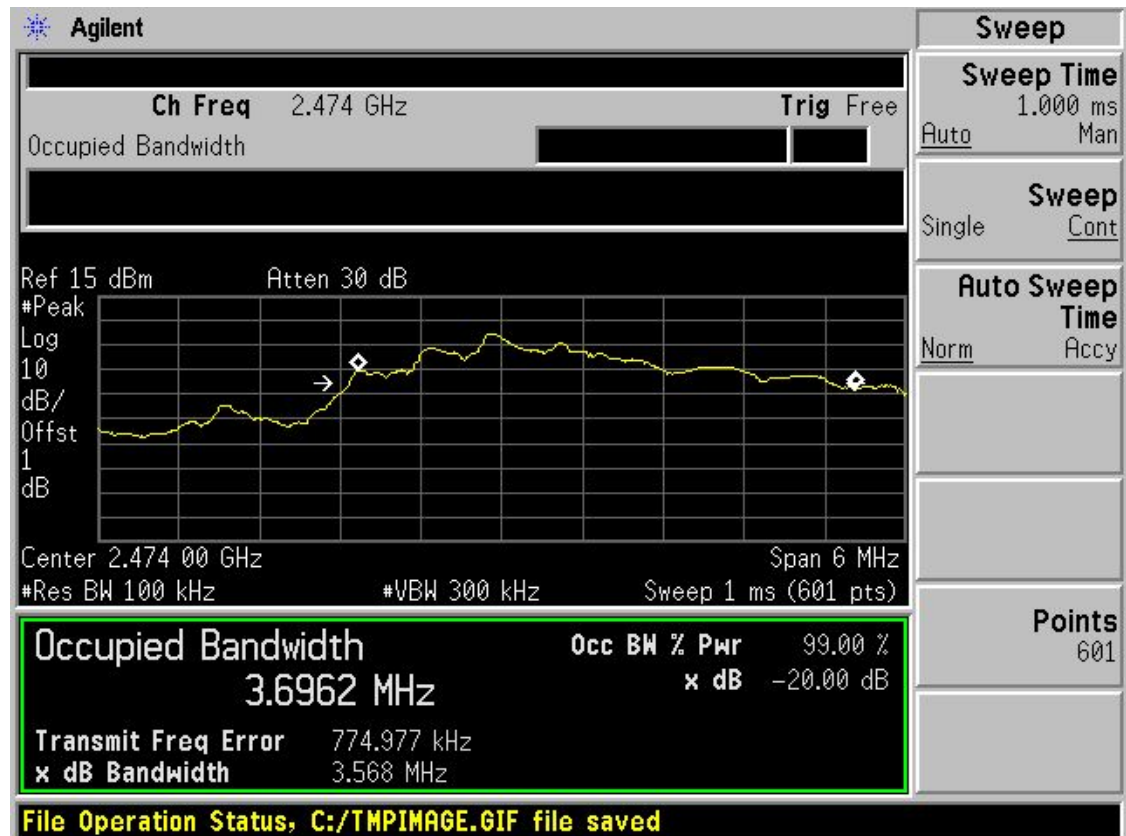 Agilent
Ch Freq 2.474 GHz Trig Free
Occupied Bandwidth
Ref 15 dBm Atten 30 dB
#Peak
Log
10
dB/
Offst
1
dB
Center 2.474 00 GHz Span 6 MHz
#Res BW 100 kHz #VBW 300 kHz Sweep 1 ms (601 pts)
Occupied Bandwidth
3.6962 MHz
Occ BW % Pwr 99.00 %
x dB -20.00 dB
Transmit Freq Error 774.977 kHz
x dB Bandwidth 3.568 MHz
File Operation Status, C:/TMPIMAGE.GIF file saved
Sweep
Sweep Time
1.000 ms
Auto Man
Sweep
Single Cont
Auto Sweep
Time
Norm Accy
Points
601